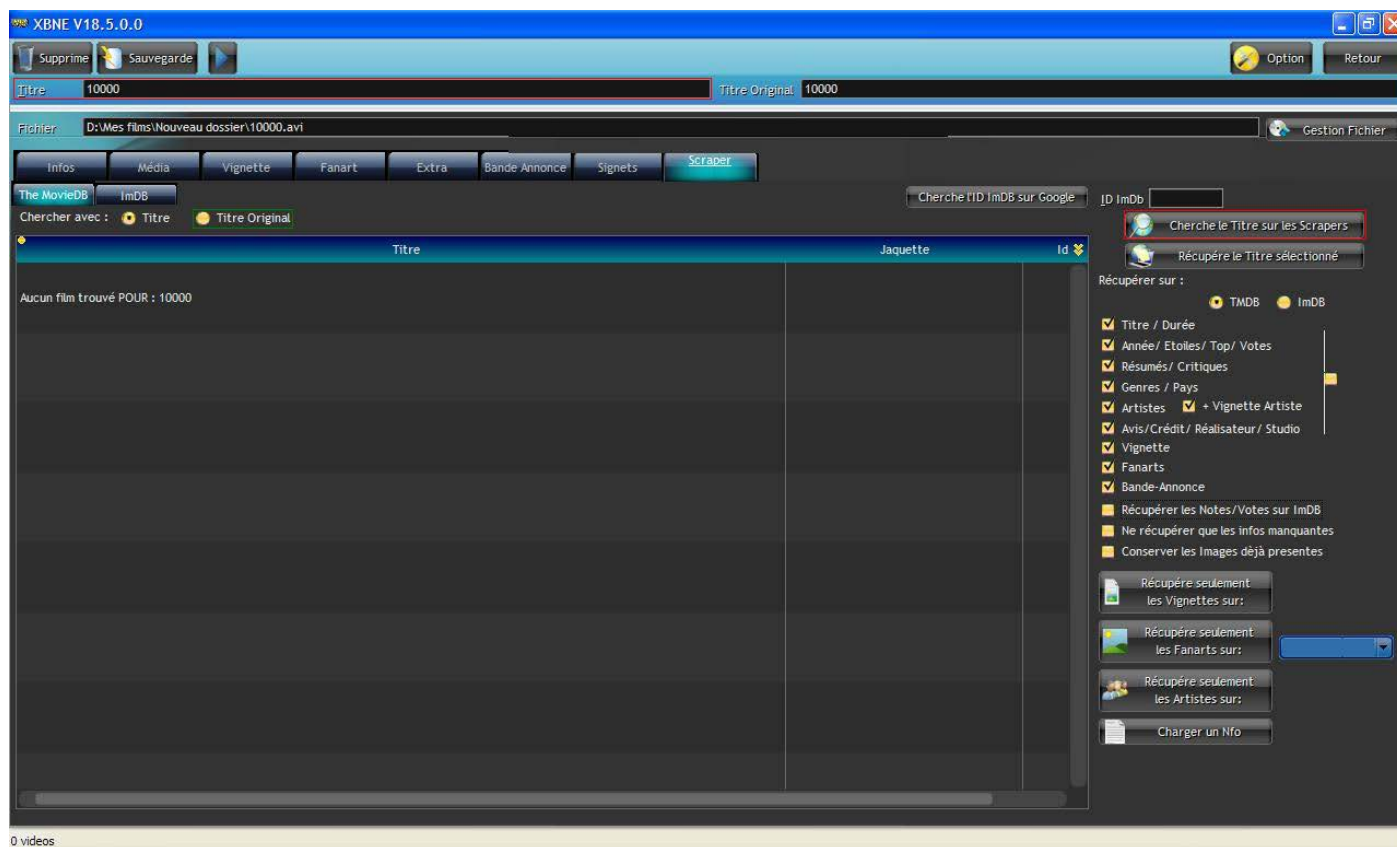 XBNE V18.5.0.0
Supprime Sauvegarde Option Retour
Titre 10000 Titre Original 10000
Fichier D:\Mes films\Nouveau dossier\10000.avi Gestion Fichier
Infos Média Vignette Fanart Extra Bande Annonce Signets Scraper
The MovieDB ImDB Cherche l'ID ImDB sur Google ID ImDb
Chercher avec : Titre Titre Original Cherche le Titre sur les Scrapers
Titre Jaquette Id
Récupére le Titre sélectionné
Récupérer sur :
Aucun film trouvé POUR : 10000
TMDB ImDB
Titre / Durée
Année/ Etoiles/ Top/ Votes
Résumés/ Critiques
Genres / Pays
Artistes + Vignette Artiste
Avis/Crédit/ Réalisateur/ Studio
Vignette
Fanarts
Bande-Annonce
Récupérer les Notes/Votes sur ImDB
Ne récupérer que les infos manquantes
Conserver les Images dèjà presentes
Récupére seulement
les Vignettes sur:
Récupére seulement
les Fanarts sur:
Récupére seulement
les Artistes sur:
Charger un Nfo
0 videos